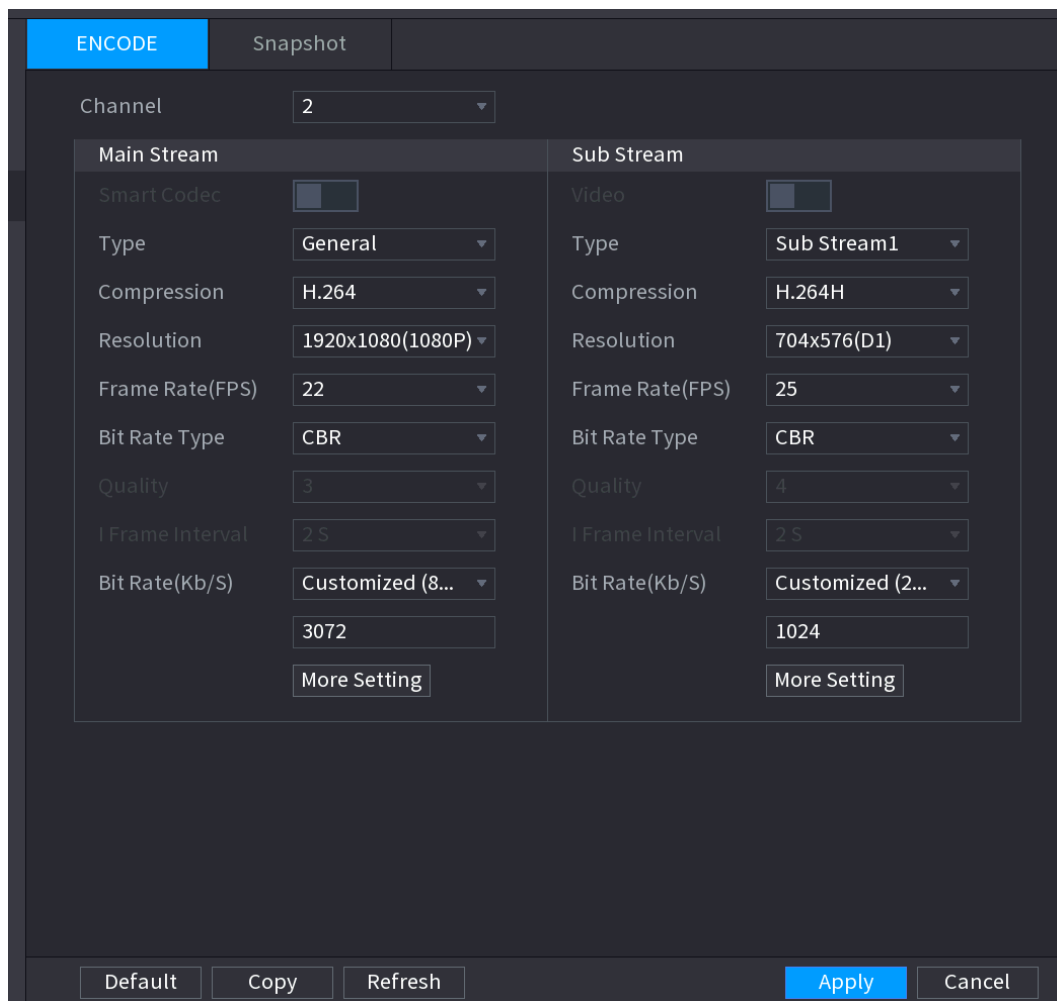 ENCODE Snapshot
Channel 2
Main Stream Sub Stream
Smart Codec Video
Type General Type Sub Stream1
Compression H.264 Compression H.264H
Resolution 1920x1080(1080P) Resolution 704x576(D1)
Frame Rate(FPS) 22 Frame Rate(FPS) 25
Bit Rate Type CBR Bit Rate Type CBR
Quality 3 Quality 4
I Frame Interval 2 S I Frame Interval 2 S
Bit Rate(Kb/S) Customized (8... Bit Rate(Kb/S) Customized (2...
3072 1024
More Setting More Setting
Default Copy Refresh Apply Cancel